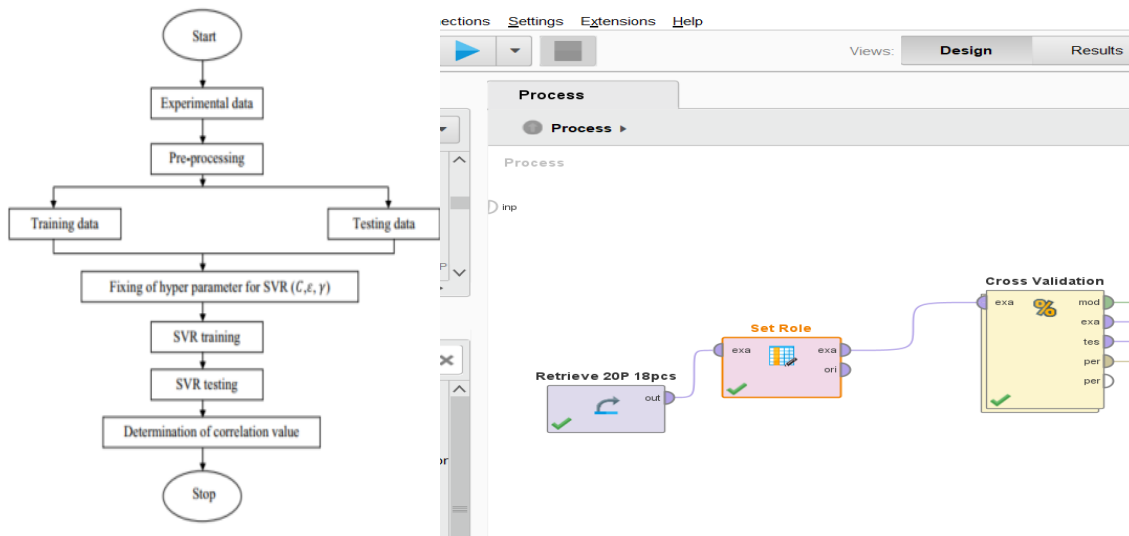 Start
Experimental data
Pre-processing
Training data
Testing data
Fixing of hyper parameter for SVR (C,ε, γ)
SVR training
SVR testing
Determination of correlation value
Stop
nections Settings Extensions Help
Views: Design Results
Process
Process
Process
inp
P
or
Retrieve 20P 18pcs
out
Set Role
exa exa
ori
Cross Validation
exa mod
exa
tes
per
per